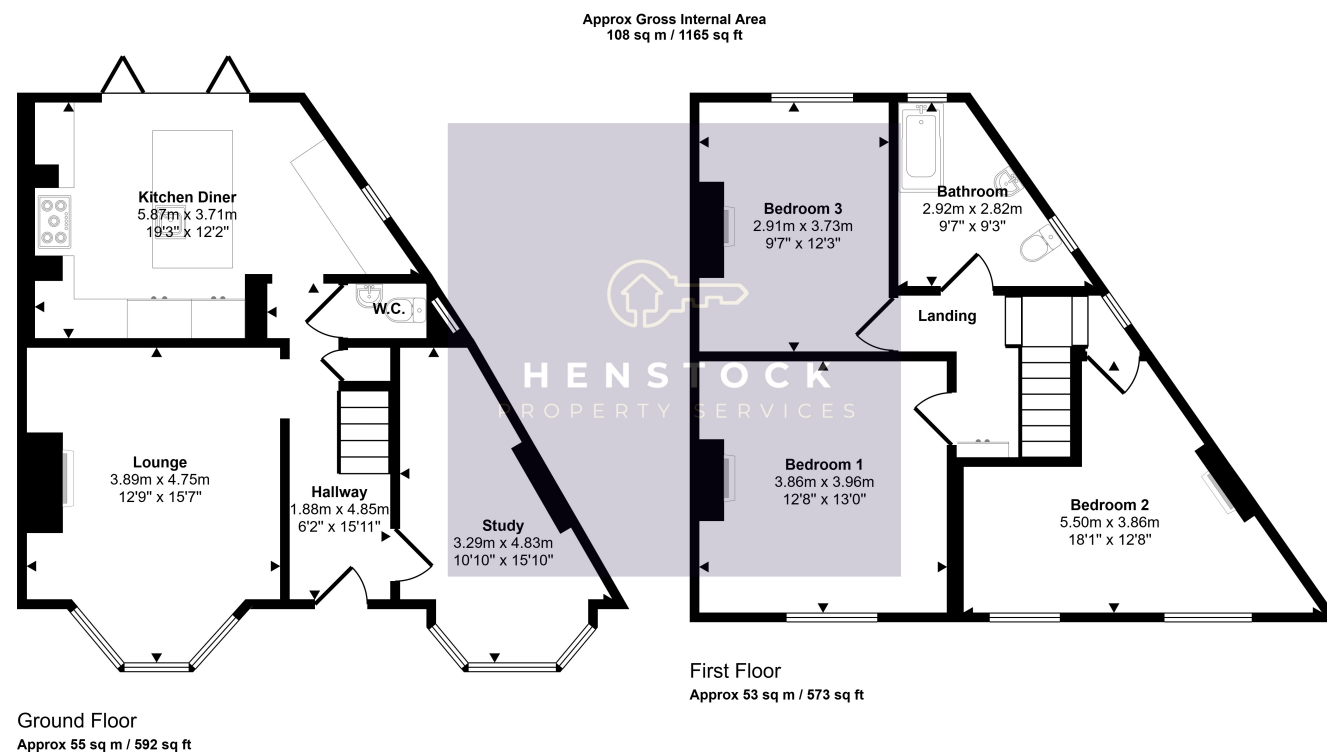 Approx Gross Internal Area
108 sq m / 1165 sq ft
Kitchen Diner
5.87m x 3.71m
19'3" x 12'2"
W.C.
Lounge
3.89m x 4.75m
12'9" x 15'7"
Hallway
1.88m x 4.85m
6'2" x 15'11"
Study
3.29m x 4.83m
10'10" x 15'10"
Ground Floor
Approx 55 sq m / 592 sq ft
HENSTOCK
PROPERTY SERVICES
Bedroom 3
2.91m x 3.73m
9'7" x 12'3"
Bathroom
2.92m x 2.82m
9'7" x 9'3"
Landing
Bedroom 1
3.86m x 3.96m
12'8" x 13'0"
Bedroom 2
5.50m x 3.86m
18'1" x 12'8"
First Floor
Approx 53 sq m / 573 sq ft